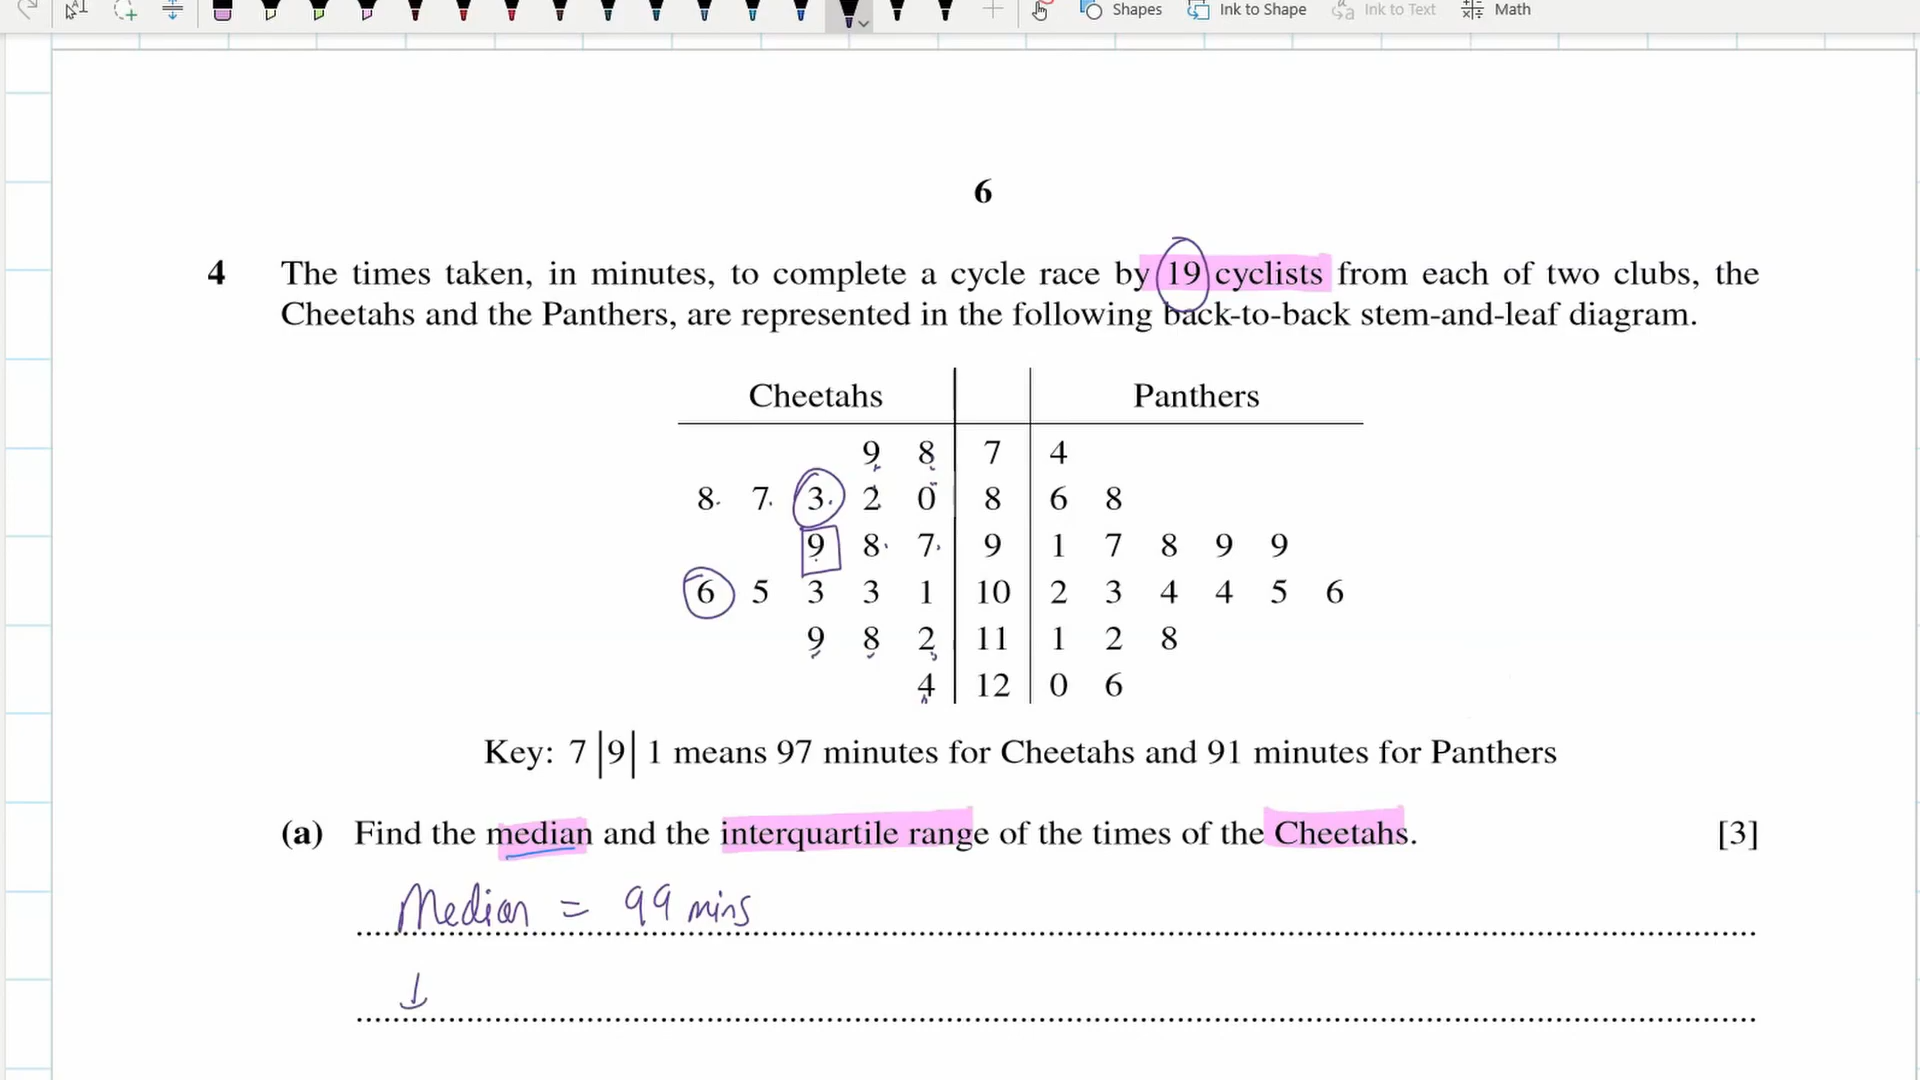 Shapes Ink to Shape Ink to Text Math
6
4 The times taken, in minutes, to complete a cycle race by 19 cyclists from each of two clubs, the
Cheetahs and the Panthers, are represented in the following back-to-back stem-and-leaf diagram.
Cheetahs Panthers
9 8 7 4
8 7 3 2 0 8 6 8
9 8 7 9 1 7 8 9 9
6 5 3 3 1 10 2 3 4 4 5 6
9 8 2 11 1 2 8
4 12 0 6
Key: 7 |9| 1 means 97 minutes for Cheetahs and 91 minutes for Panthers
(a) Find the median and the interquartile range of the times of the Cheetahs. [3]
Median = 99 mins